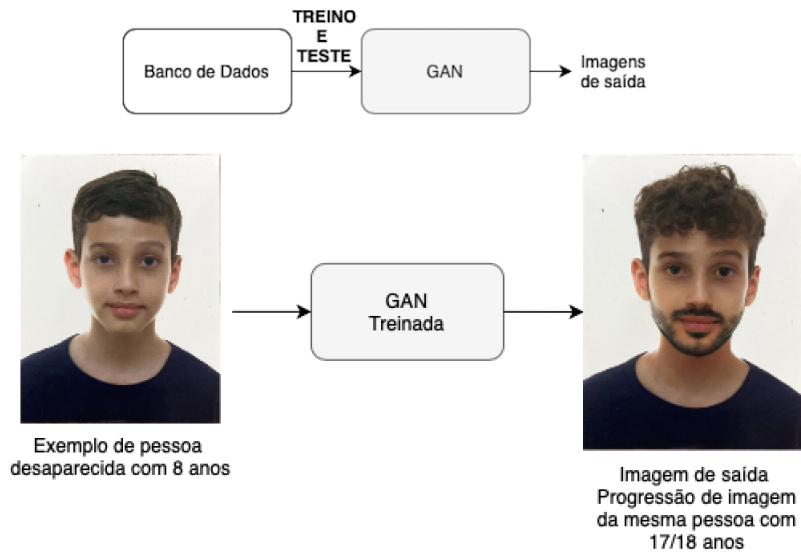 TREINO
E
TESTE
Banco de Dados
GAN
Imagens
de saída
GAN
Treinada
Exemplo de pessoa
desaparecida com 8 anos
Imagem de saída
Progressão de imagem
da mesma pessoa com
17/18 anos